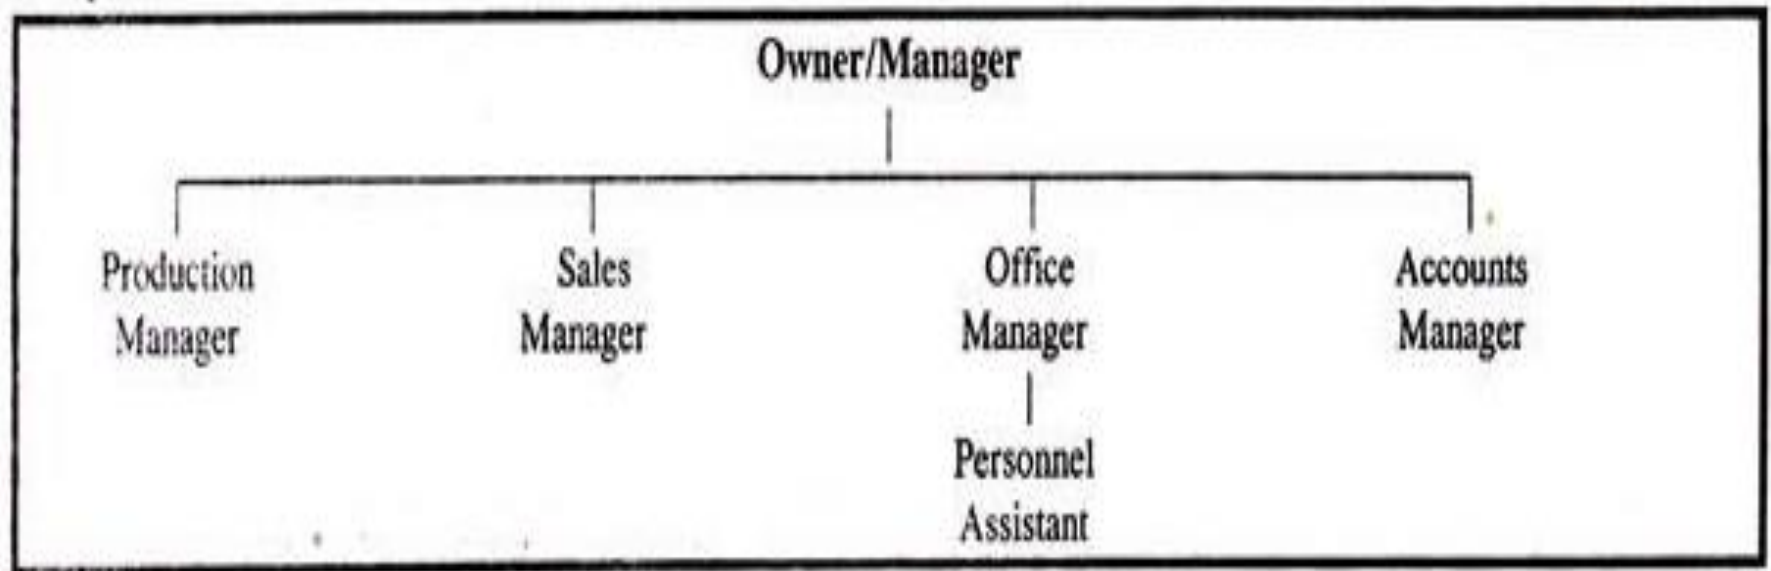 Owner/Manager
Production Sales Office Accounts
Manager Manager Manager Manager
Personnel
Assistant